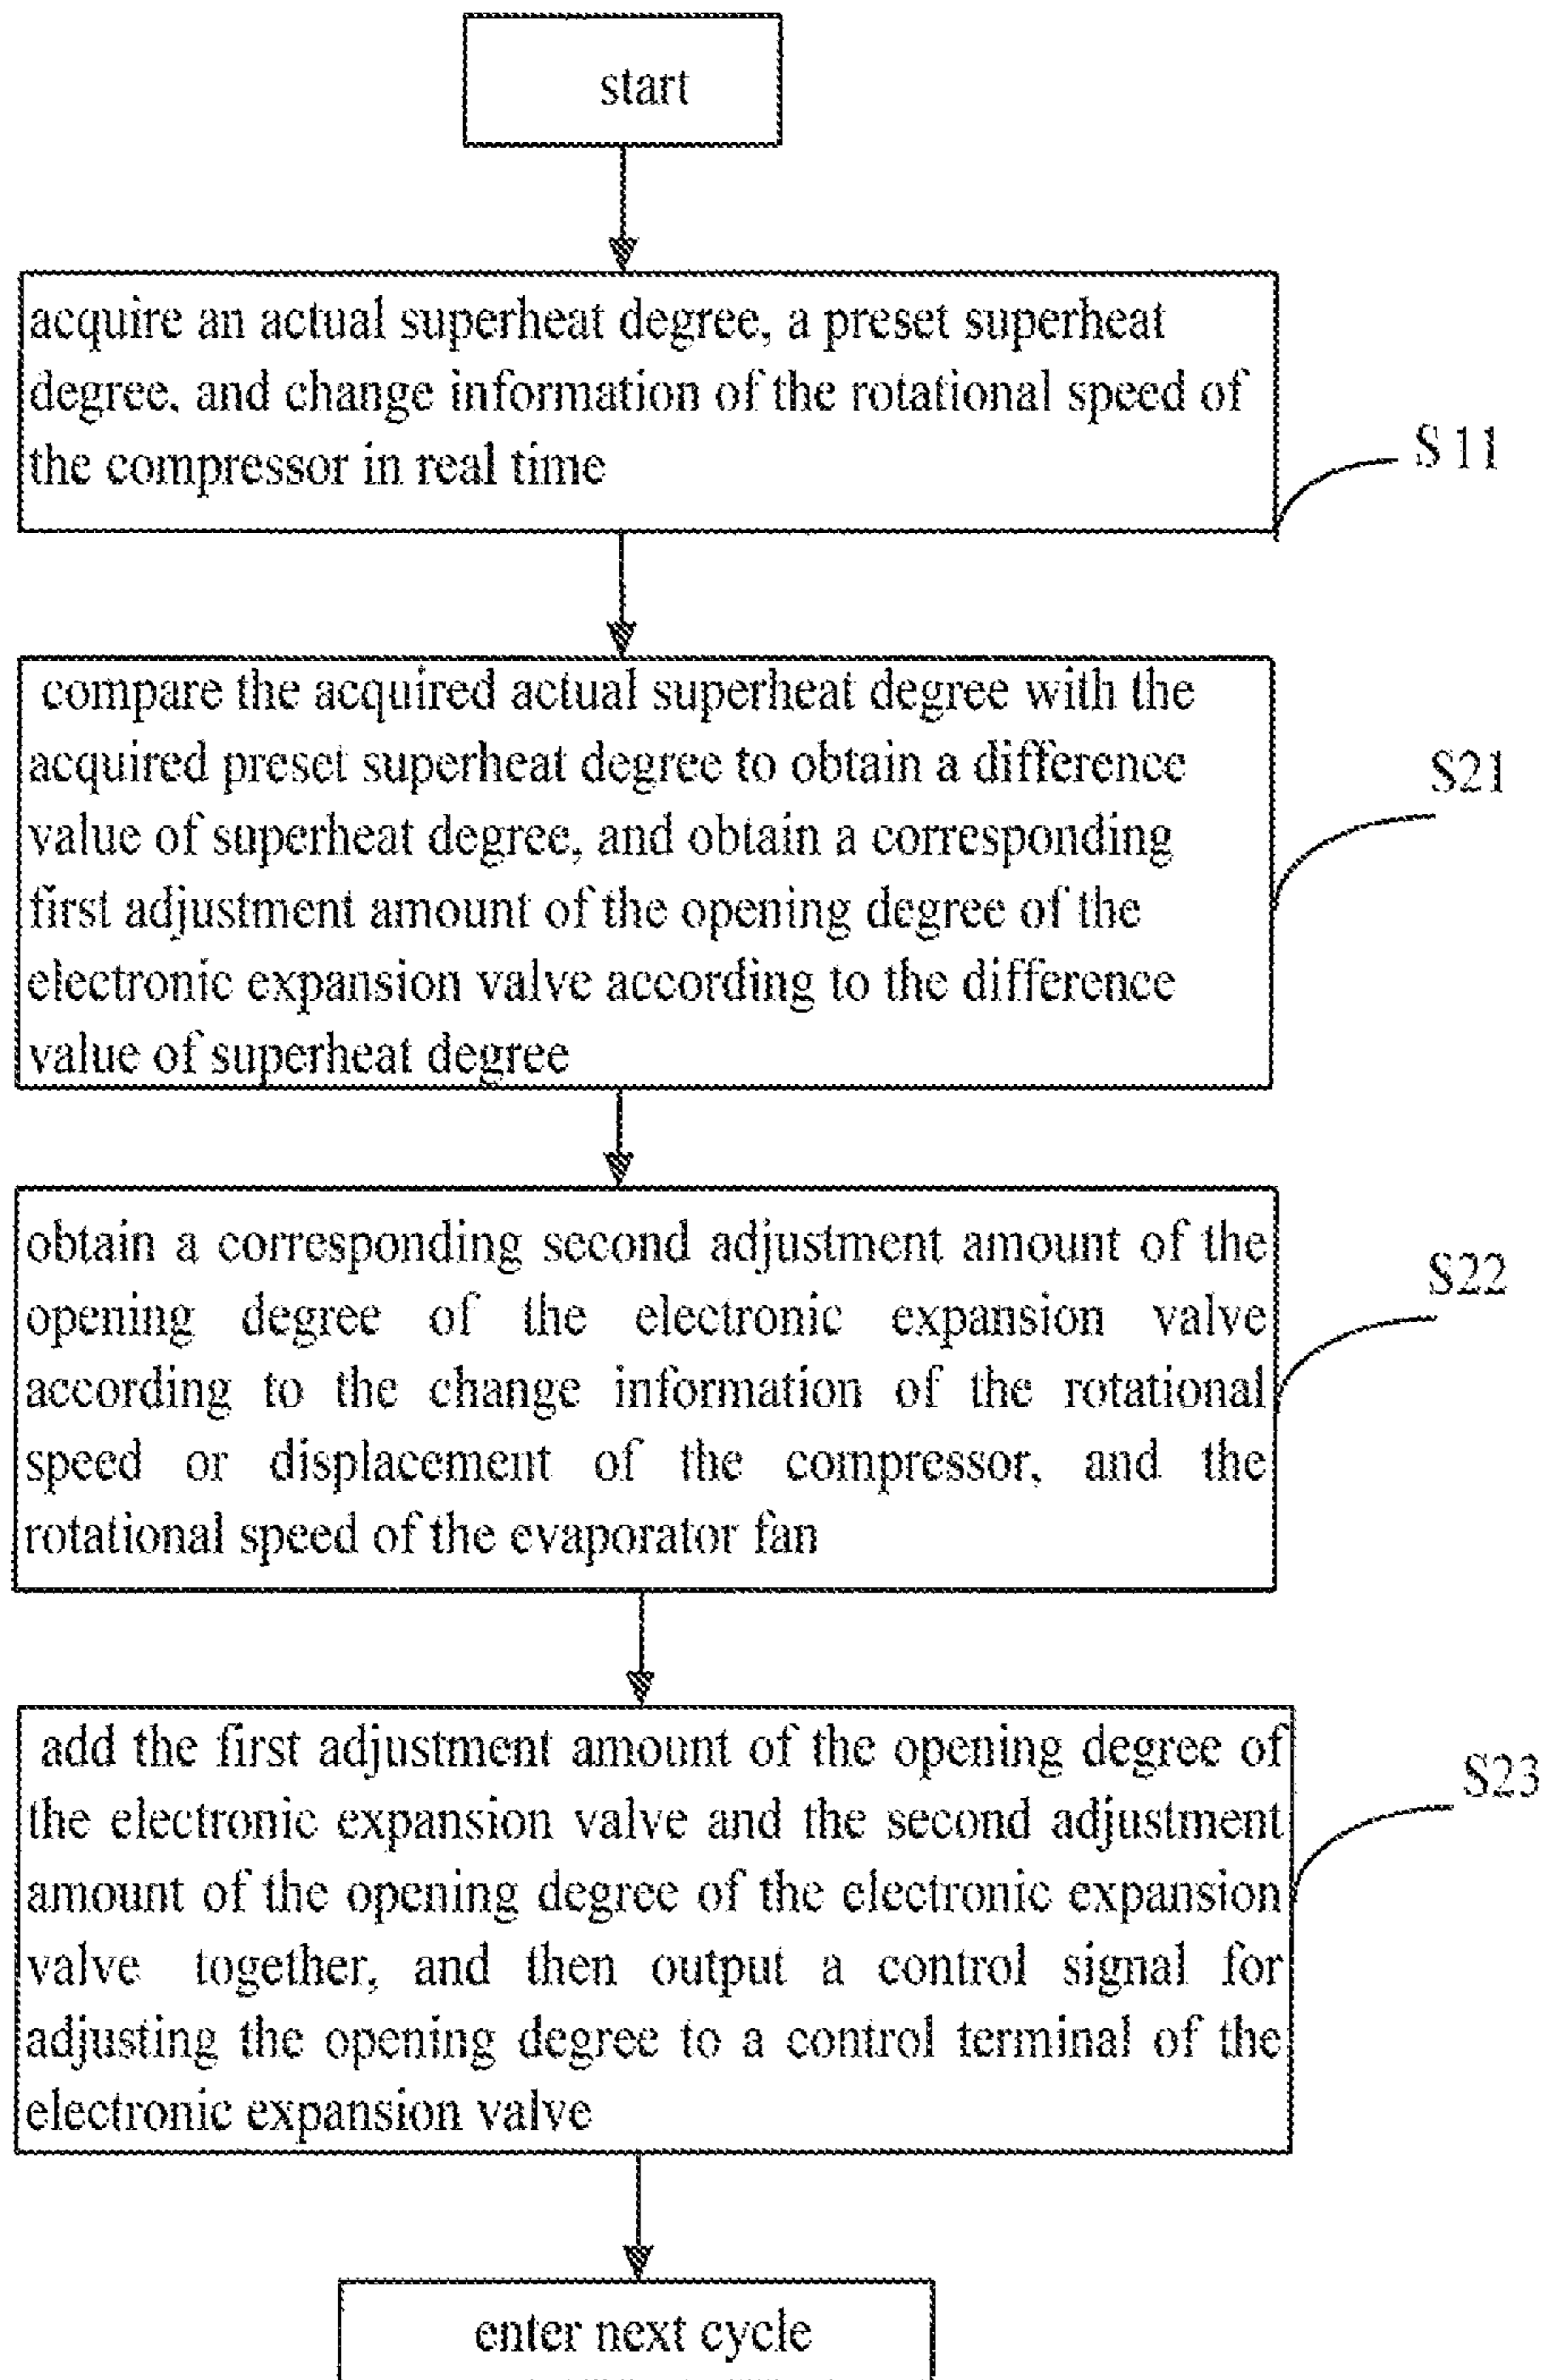 start
acquire an actual superheat degree, a preset superheat
degree, and change information of the rotational speed of
the compressor in real time
S 11
compare the acquired actual superheat degree with the
acquired preset superheat degree to obtain a difference
value of superheat degree, and obtain a corresponding
first adjustment amount of the opening degree of the
electronic expansion valve according to the difference
value of superheat degree
S21
obtain a corresponding second adjustment amount of the
opening degree of the electronic expansion valve
according to the change information of the rotational
speed or displacement of the compressor, and the
rotational speed of the evaporator fan
S22
add the first adjustment amount of the opening degree of
the electronic expansion valve and the second adjustment
amount of the opening degree of the electronic expansion
valve together, and then output a control signal for
adjusting the opening degree to a control terminal of the
electronic expansion valve
S23
enter next cycle